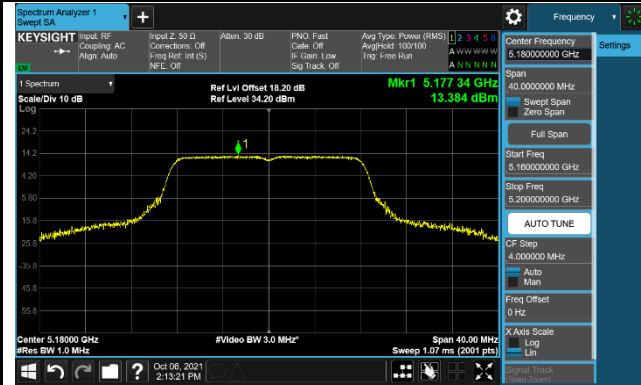 Spectrum Analyzer 1
Swept SA
Frequency
KEYSIGHT
Input: RF
Coupling: AC
Align: Auto
Input Z: 50 Ω
Corrections: Off
Freq Ref: Int (S)
NFE: Off
Atten: 30 dB
PNO: Fast
Gate: Off
IF Gain: Low
Sig Track: Off
Avg Type: Power (RMS)
Avg|Hold: 100/100
Trig: Free Run
1 2 3 4 5 6
A W W W W W
A N N N N N
LXI
1 Spectrum
Scale/Div 10 dB
Log
Ref Lvl Offset 18.20 dB
Ref Level 34.20 dBm
Mkr1 5.177 34 GHz
13.384 dBm
1
24.2
14.2
4.20
-5.80
-15.8
-25.8
-35.8
-45.8
-55.8
Center 5.18000 GHz
#Res BW 1.0 MHz
#Video BW 3.0 MHz*
Span 40.00 MHz
Sweep 1.07 ms (2001 pts)
Oct 06, 2021
2:13:21 PM
Center Frequency
5.180000000 GHz
Settings
Span
40.0000000 MHz
Swept Span
Zero Span
Full Span
Start Freq
5.160000000 GHz
Stop Freq
5.200000000 GHz
AUTO TUNE
CF Step
4.000000 MHz
Auto
Man
Freq Offset
0 Hz
X Axis Scale
Log
Lin
Signal Track
(Span Zoom)